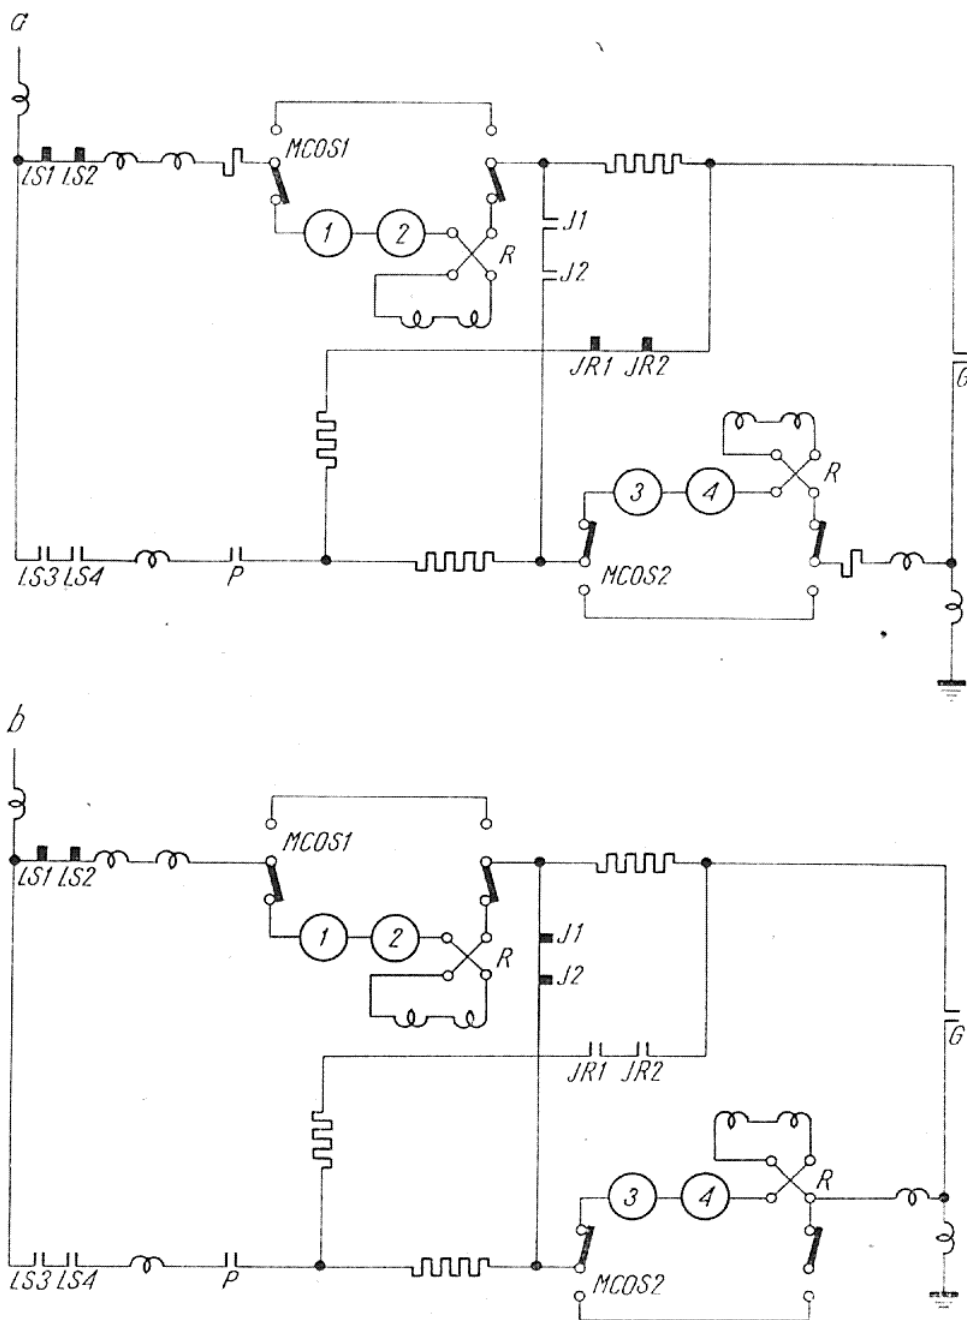 a
MCOS1
LS1 LS2
1 2
R
J1
J2
JR1 JR2
G
3 4
R
LS3 LS4
P
MCOS2
b
MCOS1
LS1 LS2
1 2
R
J1
J2
JR1 JR2
G
3 4
R
LS3 LS4
P
MCOS2